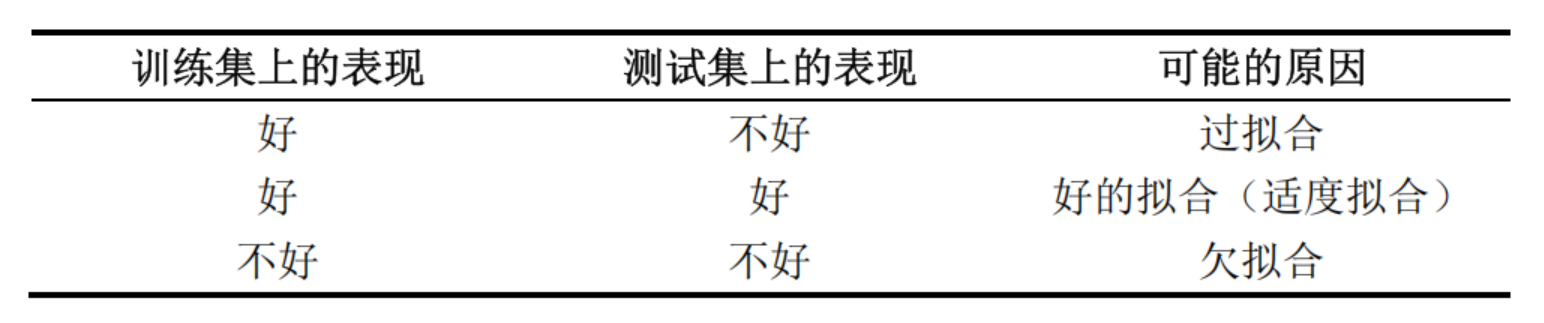 训练集上的表现 测试集上的表现 可能的原因
好 不好 过拟合
好 好 好的拟合（适度拟合）
不好 不好 欠拟合